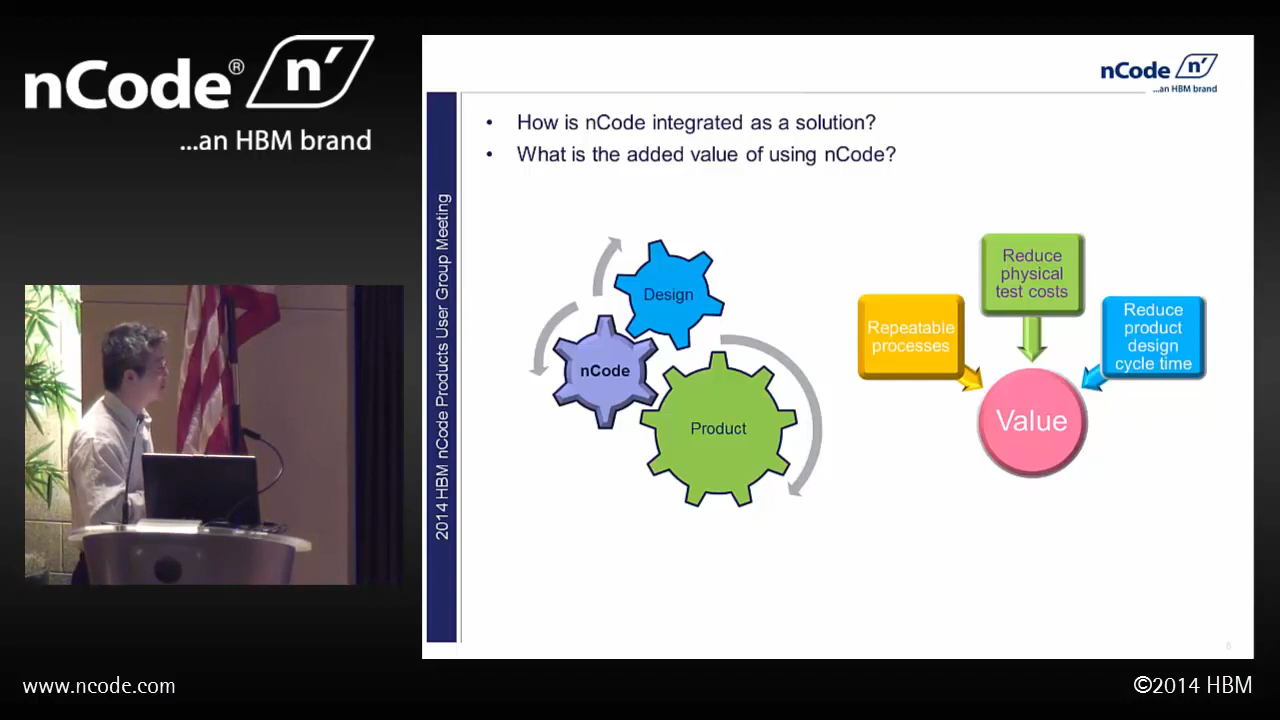 nCode® n'
...an HBM brand
nCode n'
...an HBM brand
• How is nCode integrated as a solution?
• What is the added value of using nCode?
2014 HBM nCode Products User Group Meeting
Design
nCode
Product
Repeatable
processes
Reduce
physical
test costs
Reduce
product
design
cycle time
Value
6
www.ncode.com
©2014 HBM